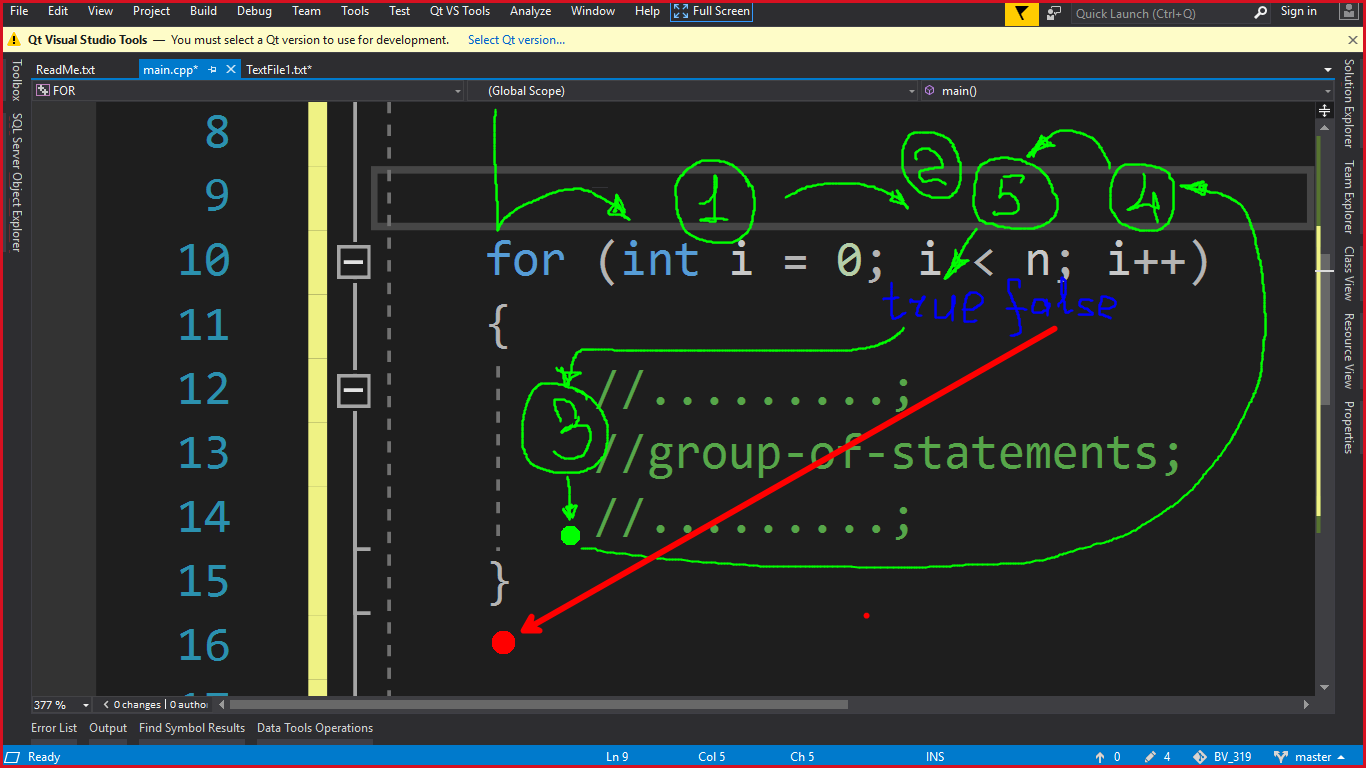 File Edit View Project Build Debug Team Tools Test Qt VS Tools Analyze Window Help Full Screen Quick Launch (Ctrl+Q) Sign in
Qt Visual Studio Tools — You must select a Qt version to use for development. Select Qt version...
ReadMe.txt main.cpp* TextFile1.txt*
FOR (Global Scope) main()
Toolbox
SQL Server Object Explorer
Solution Explorer
Team Explorer
Class View
Resource View
Properties
8
2
9 1 5 4
10 for (int i = 0; i < n; i++)
true false
11 {
12 //.........;
3
13 //group-of-statements;
14 //.........;
15 }
16
377 % 0 changes | 0 autho
Error List Output Find Symbol Results Data Tools Operations
Ready Ln 9 Col 5 Ch 5 INS 0 4 BV_319 master